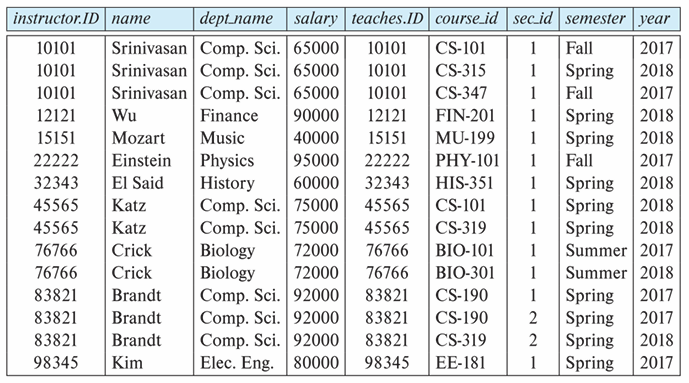 instructor.ID name dept_name salary teaches.ID course_id sec_id semester year
10101 Srinivasan Comp. Sci. 65000 10101 CS-101 1 Fall 2017
10101 Srinivasan Comp. Sci. 65000 10101 CS-315 1 Spring 2018
10101 Srinivasan Comp. Sci. 65000 10101 CS-347 1 Fall 2017
12121 Wu Finance 90000 12121 FIN-201 1 Spring 2018
15151 Mozart Music 40000 15151 MU-199 1 Spring 2018
22222 Einstein Physics 95000 22222 PHY-101 1 Fall 2017
32343 El Said History 60000 32343 HIS-351 1 Spring 2018
45565 Katz Comp. Sci. 75000 45565 CS-101 1 Spring 2018
45565 Katz Comp. Sci. 75000 45565 CS-319 1 Spring 2018
76766 Crick Biology 72000 76766 BIO-101 1 Summer 2017
76766 Crick Biology 72000 76766 BIO-301 1 Summer 2018
83821 Brandt Comp. Sci. 92000 83821 CS-190 1 Spring 2017
83821 Brandt Comp. Sci. 92000 83821 CS-190 2 Spring 2017
83821 Brandt Comp. Sci. 92000 83821 CS-319 2 Spring 2018
98345 Kim Elec. Eng. 80000 98345 EE-181 1 Spring 2017